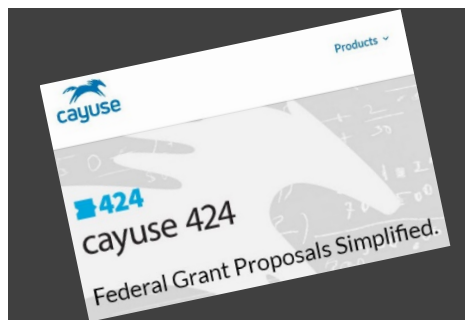 cayuse
Products
424
cayuse 424
Federal Grant Proposals Simplified.